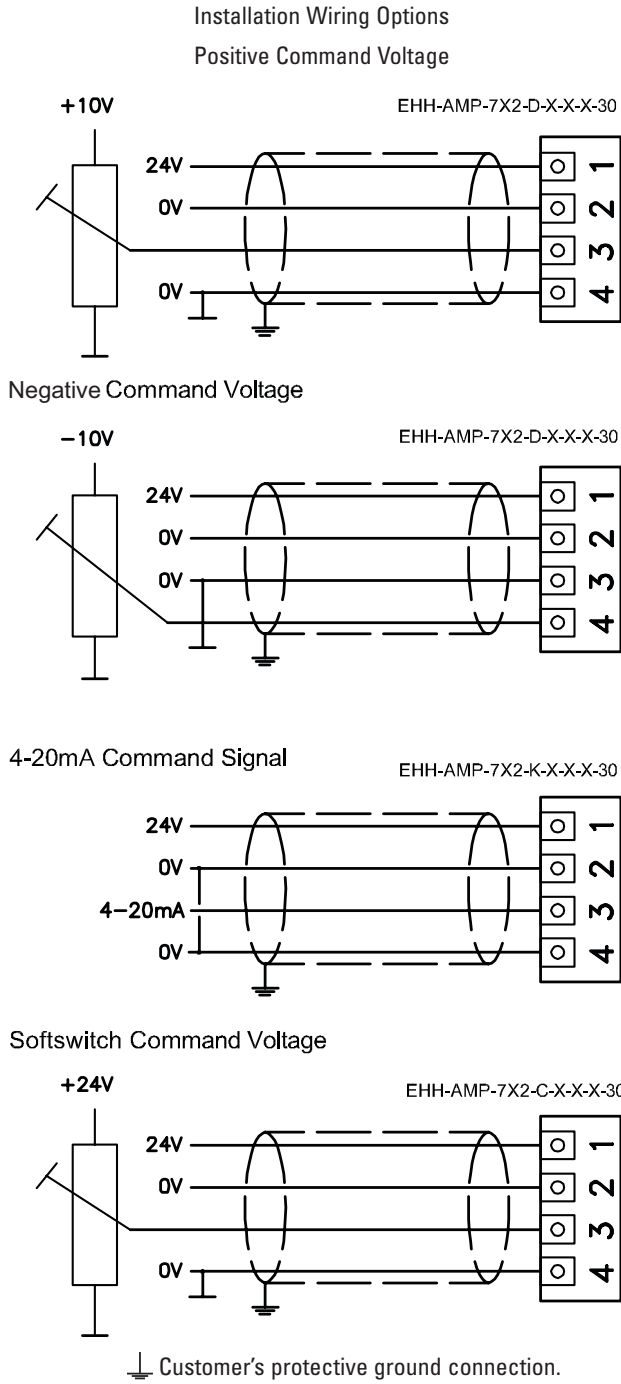 Installation Wiring Options
Positive Command Voltage
+10V
EHH-AMP-7X2-D-X-X-X-30
24V
1
0V
2
3
0V
4
Negative Command Voltage
-10V
EHH-AMP-7X2-D-X-X-X-30
24V
1
0V
2
0V
3
4
4-20mA Command Signal
EHH-AMP-7X2-K-X-X-X-30
24V
1
0V
2
4-20mA
3
0V
4
Softswitch Command Voltage
+24V
EHH-AMP-7X2-C-X-X-X-30
24V
1
0V
2
3
0V
4
Customer's protective ground connection.